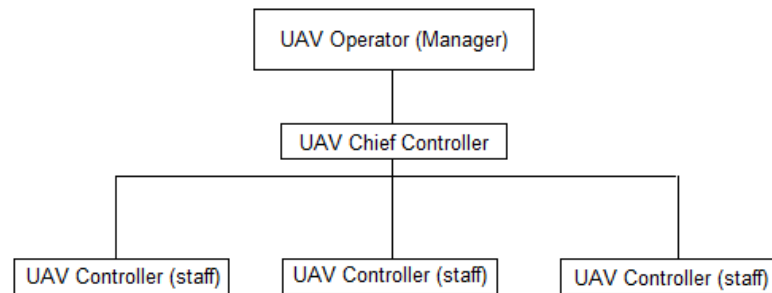 UAV Operator (Manager)
UAV Chief Controller
UAV Controller (staff)
UAV Controller (staff)
UAV Controller (staff)